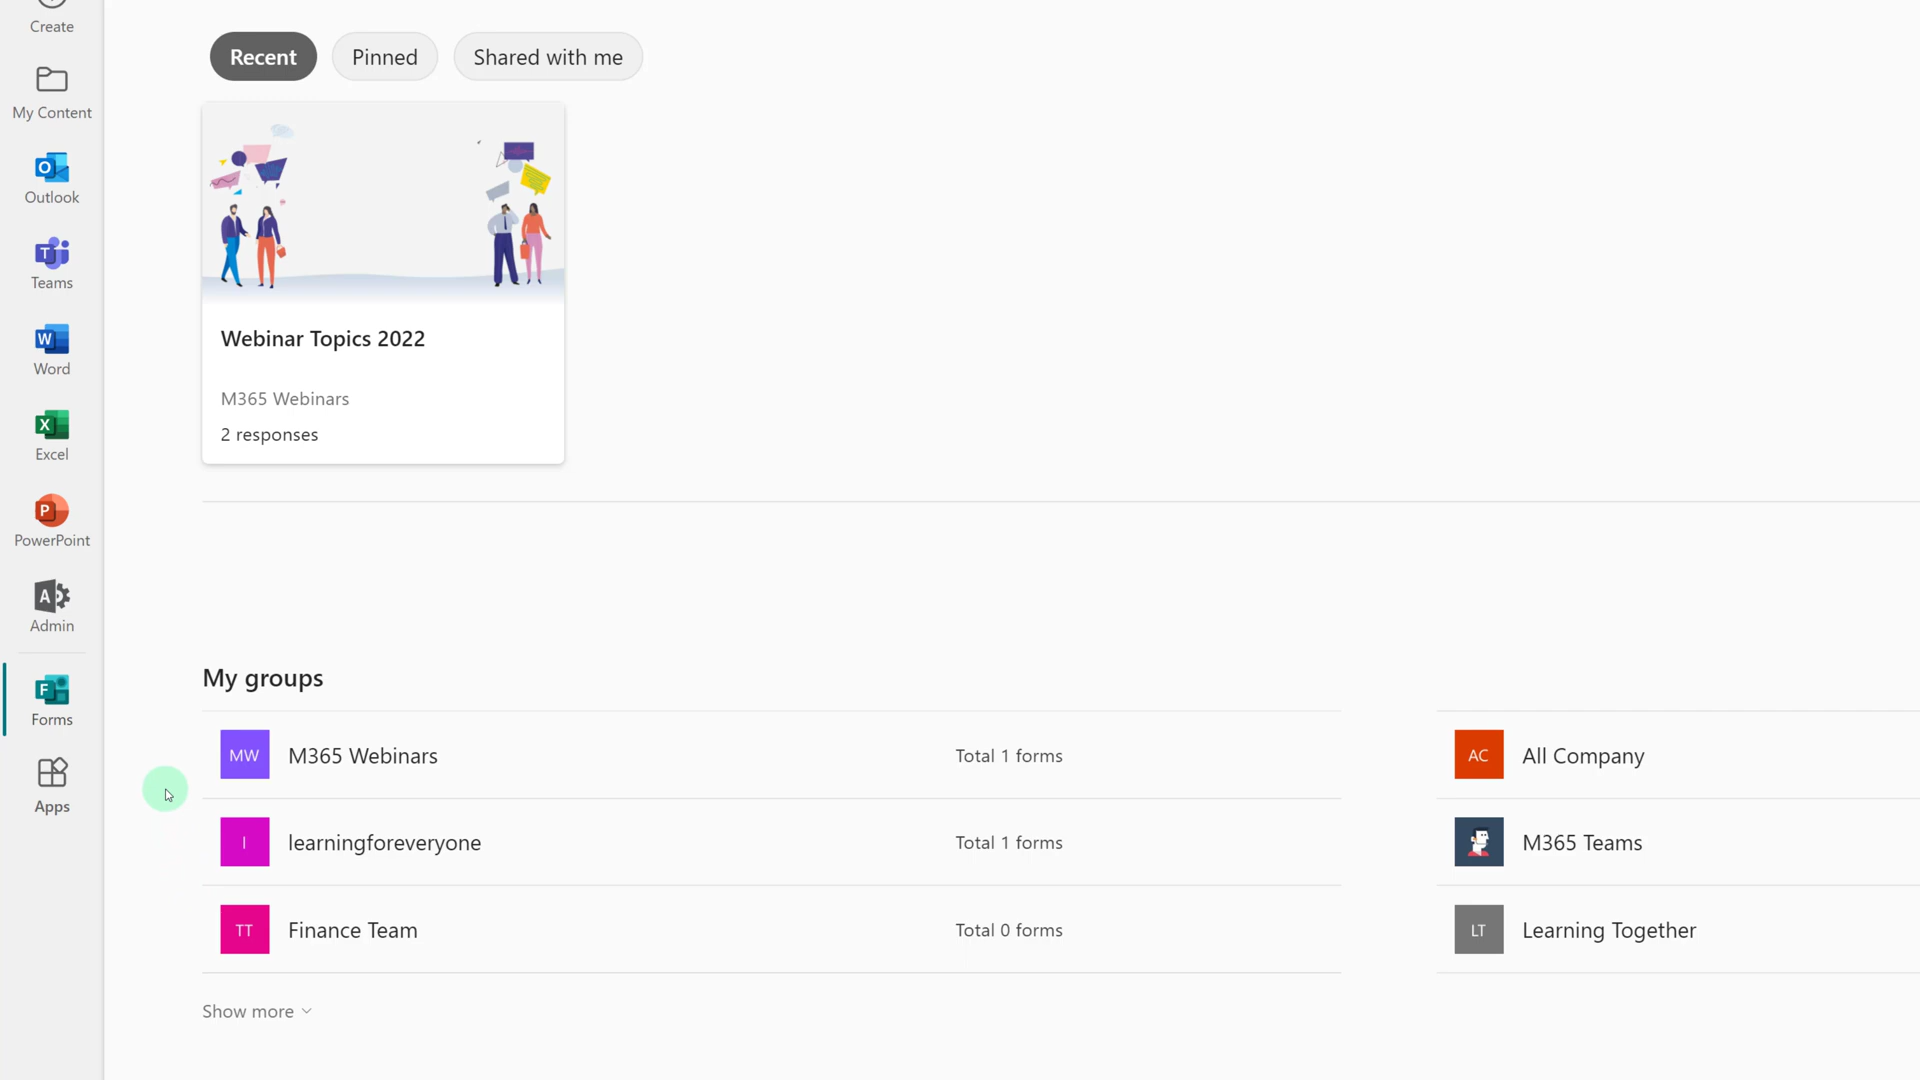 Create
My Content
Outlook
Teams
Word
Excel
PowerPoint
Admin
Forms
Apps
Recent
Pinned
Shared with me
Webinar Topics 2022
M365 Webinars
2 responses
My groups
MW M365 Webinars Total 1 forms
l learningforeveryone Total 1 forms
TT Finance Team Total 0 forms
AC All Company
M365 Teams
LT Learning Together
Show more